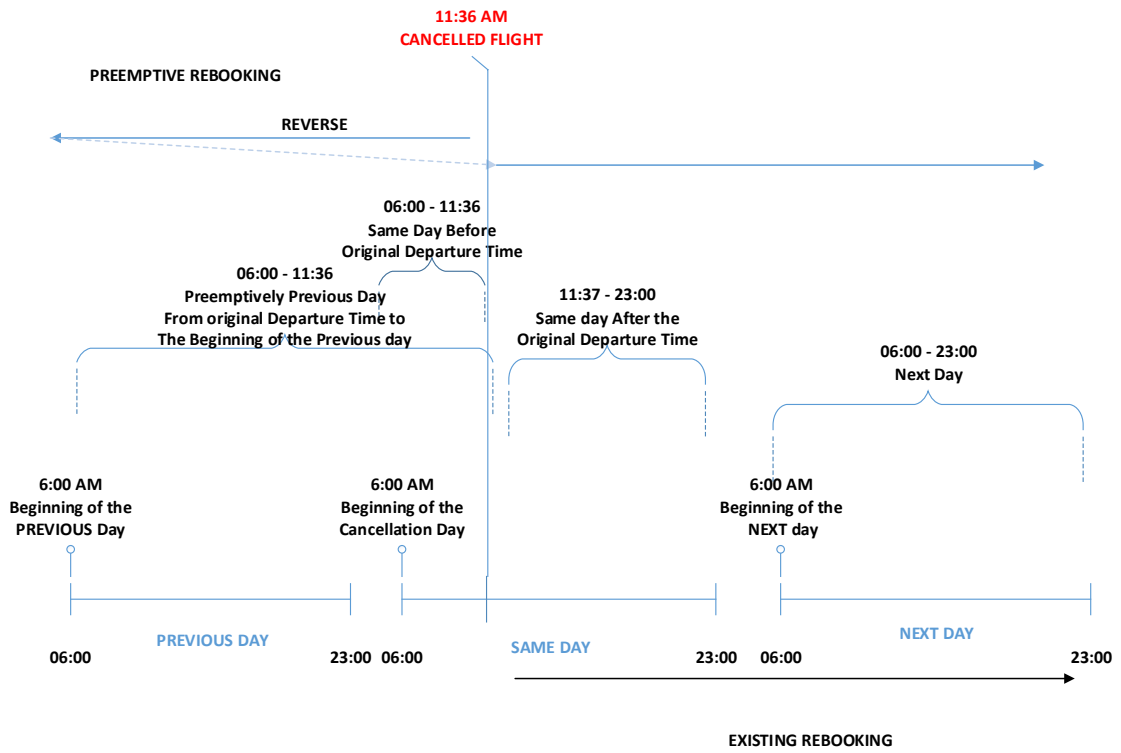 11:36 AM
CANCELLED FLIGHT
PREEMPTIVE REBOOKING
REVERSE
06:00 - 11:36
Same Day Before
Original Departure Time
06:00 - 11:36
Preemptively Previous Day
From original Departure Time to
The Beginning of the Previous day
11:37 - 23:00
Same day After the
Original Departure Time
06:00 - 23:00
Next Day
6:00 AM
Beginning of the
PREVIOUS Day
6:00 AM
Beginning of the
Cancellation Day
6:00 AM
Beginning of the
NEXT day
PREVIOUS DAY
SAME DAY
NEXT DAY
06:00
23:00
06:00
23:00
06:00
23:00
EXISTING REBOOKING